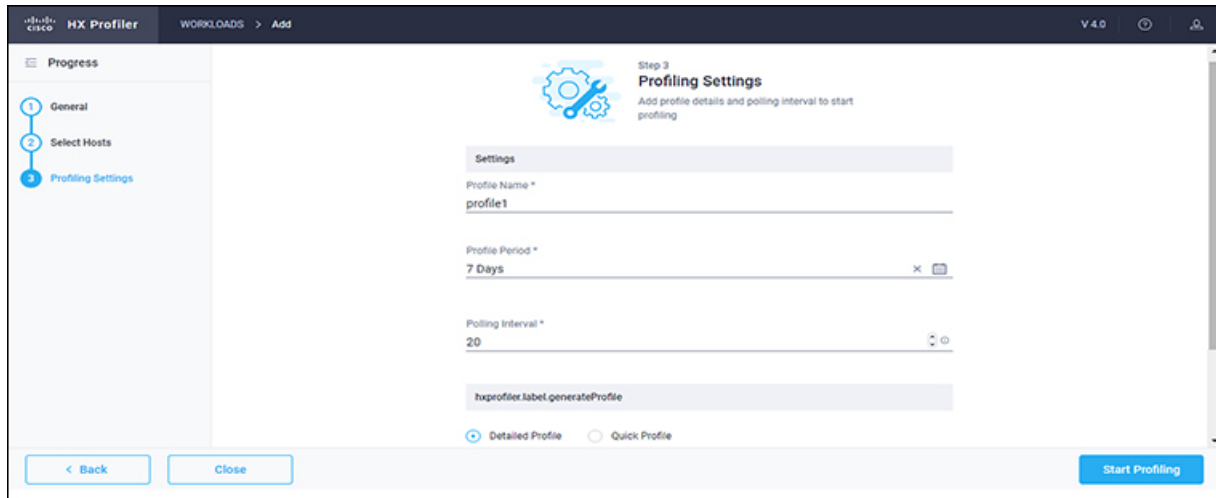 cisco HX Profiler WORKLOADS > Add V 4.0
Progress
1 General
2 Select Hosts
3 Profiling Settings
Step 3
Profiling Settings
Add profile details and polling interval to start
profiling
Settings
Profile Name *
profile1
Profile Period *
7 Days
Polling Interval *
20
hxprofiler.label.generateProfile
Detailed Profile Quick Profile
< Back Close Start Profiling